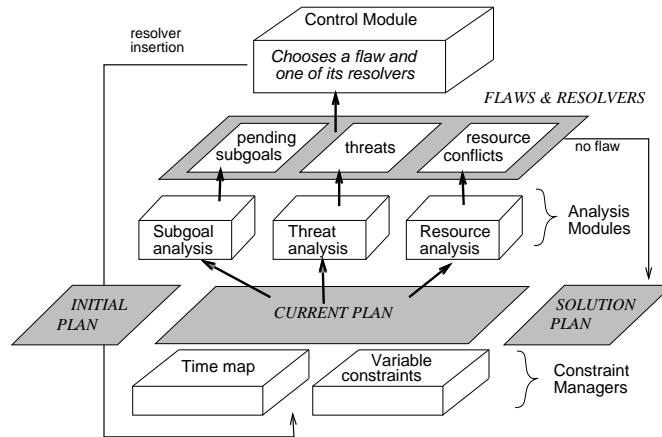 Control Module
resolver
insertion
Chooses a flaw and
one of its resolvers
FLAWS & RESOLVERS
pending
subgoals
threats
resource
conflicts
no flaw
Subgoal
analysis
Threat
analysis
Resource
analysis
Analysis
Modules
INITIAL
PLAN
CURRENT PLAN
SOLUTION
PLAN
Time map
Variable
constraints
Constraint
Managers